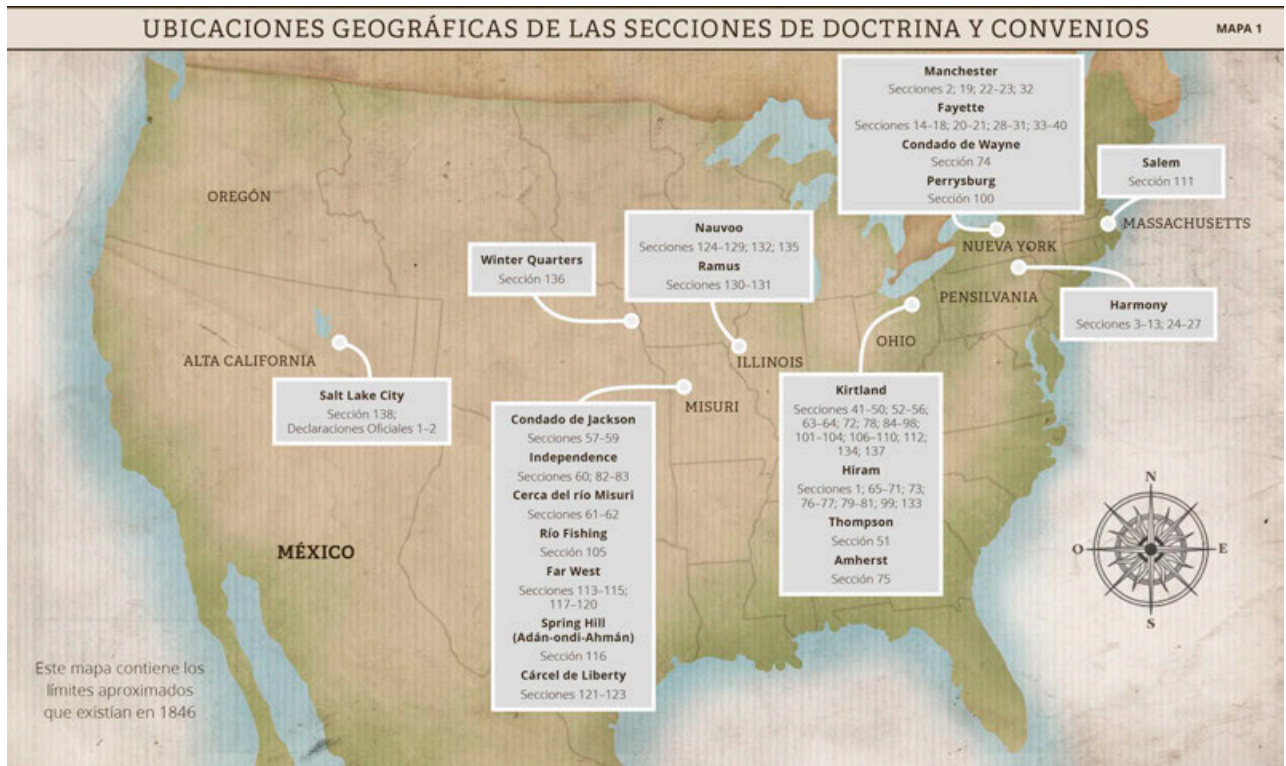 UBICACIONES GEOGRÁFICAS DE LAS SECCIONES DE DOCTRINA Y CONVENIOS
MAPA 1
Manchester
Secciones 2; 19; 22–23; 32
Fayette
Secciones 14–18; 20–21; 28–31; 33–40
Condado de Wayne
Sección 74
Perrysburg
Sección 100
Salem
Sección 111
MASSACHUSETTS
OREGÓN
NUEVA YORK
Nauvoo
Secciones 124–129; 132; 135
Ramus
Secciones 130–131
Winter Quarters
Sección 136
PENSILVANIA
Harmony
Secciones 3–13; 24–27
OHIO
ILLINOIS
ALTA CALIFORNIA
MISURI
Salt Lake City
Sección 138;
Declaraciones Oficiales 1–2
Condado de Jackson
Secciones 57–59
Independence
Secciones 60; 82–83
Cerca del río Misuri
Secciones 61–62
Río Fishing
Sección 105
Far West
Secciones 113–115;
117–120
Spring Hill
(Adán-ondi-Ahmán)
Sección 116
Cárcel de Liberty
Secciones 121–123
Kirtland
Secciones 41–50; 52–56;
63–64; 72; 78; 84–98;
101–104; 106–110; 112;
134; 137
Hiram
Secciones 1; 65–71; 73;
76–77; 79–81; 99; 133
Thompson
Sección 51
Amherst
Sección 75
MÉXICO
N
O
E
S
Este mapa contiene los
límites aproximados
que existían en 1846